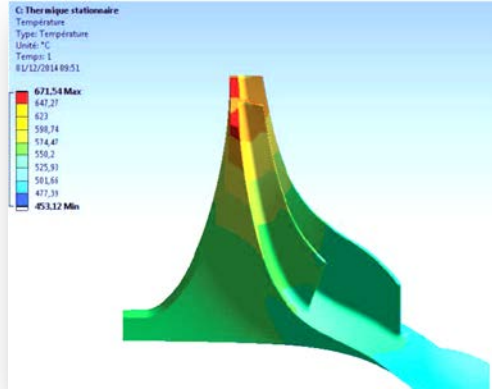 C: Thermique stationnaire
Température
Type: Température
Unité: °C
Temps: 1
01/12/2014 09:51
671,54 Max
647,27
623
598,74
574,47
550,2
525,93
501,66
477,39
453,12 Min